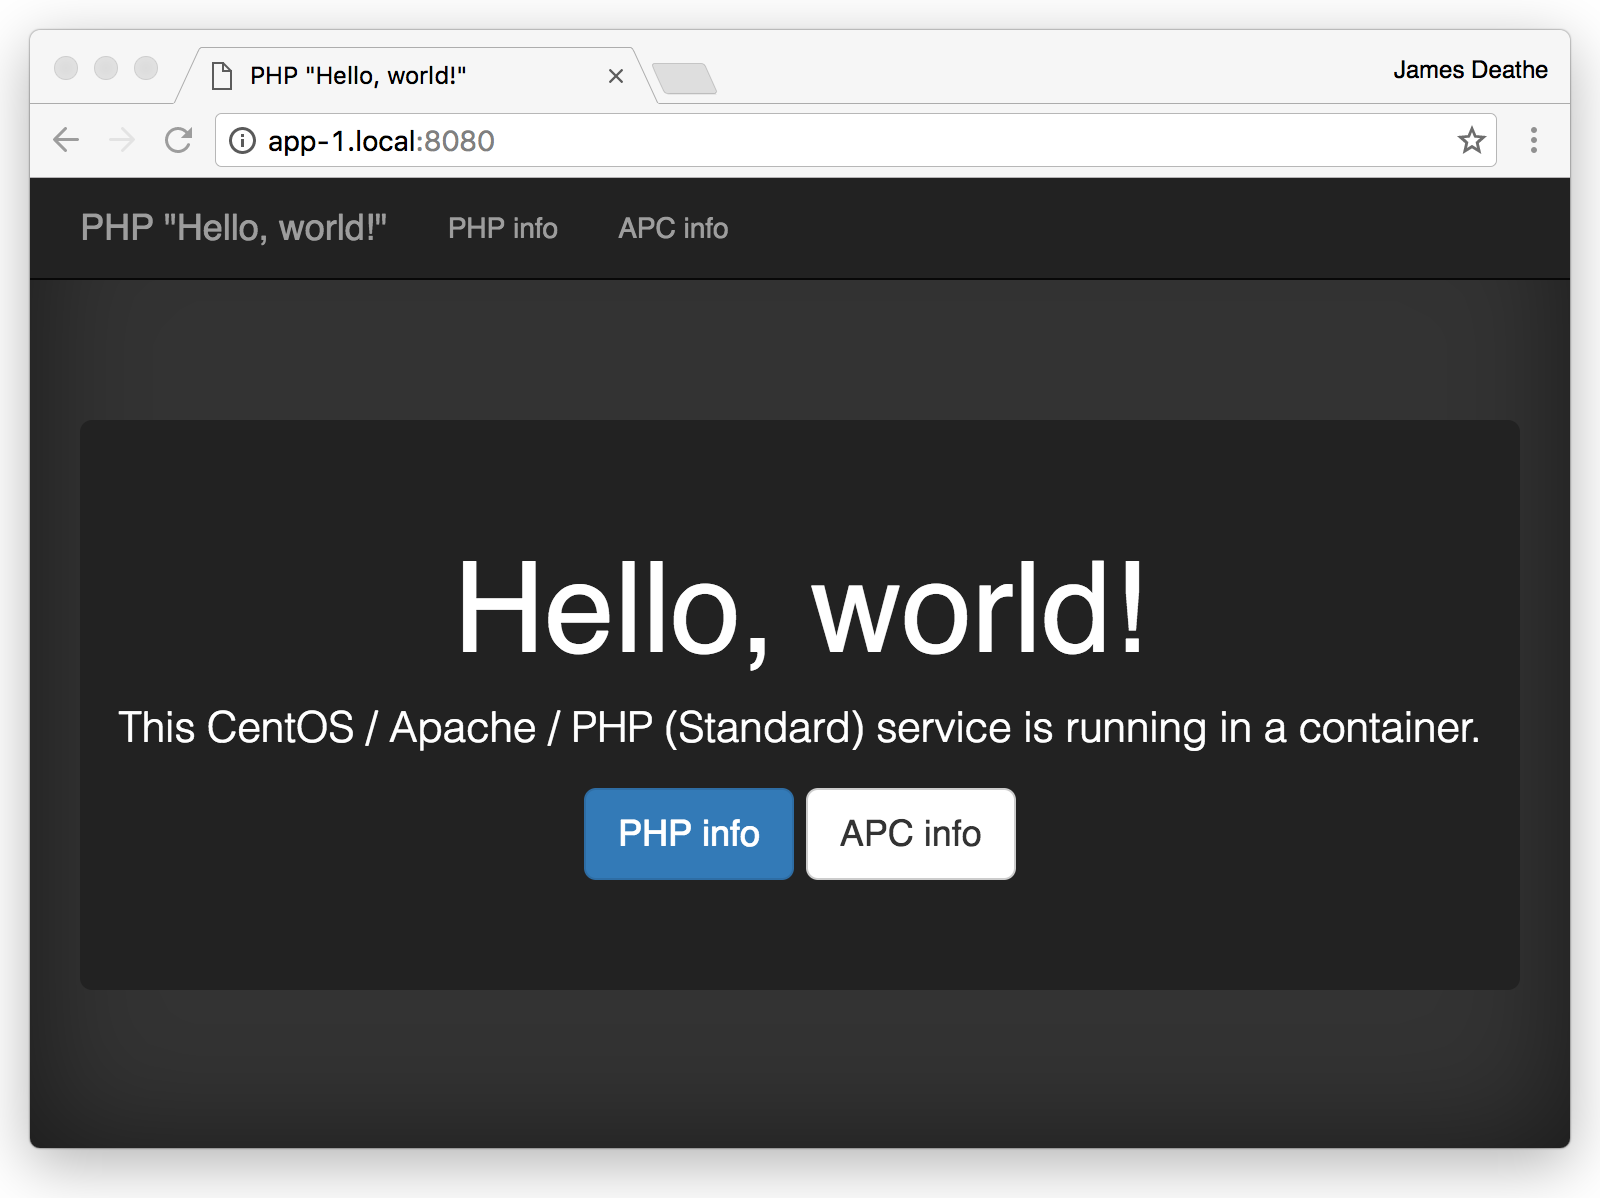 PHP "Hello, world!"
James Deathe
app-1.local:8080
PHP "Hello, world!" PHP info APC info
Hello, world!
This CentOS / Apache / PHP (Standard) service is running in a container.
PHP info APC info